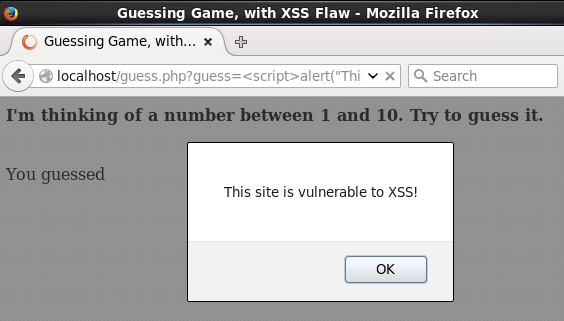 Guessing Game, with XSS Flaw - Mozilla Firefox
Guessing Game, with...
localhost/guess.php?guess=<script>alert("Thi
Search
I'm thinking of a number between 1 and 10. Try to guess it.
You guessed
This site is vulnerable to XSS!
OK